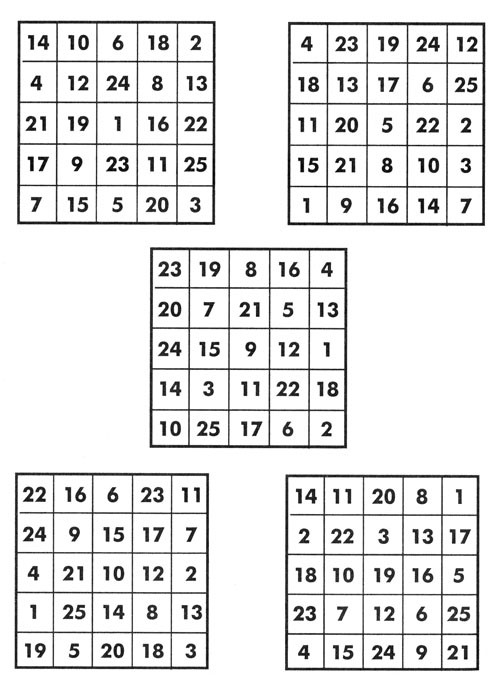 14 10 6 18 2
4 12 24 8 13
21 19 1 16 22
17 9 23 11 25
7 15 5 20 3
4 23 19 24 12
18 13 17 6 25
11 20 5 22 2
15 21 8 10 3
1 9 16 14 7
23 19 8 16 4
20 7 21 5 13
24 15 9 12 1
14 3 11 22 18
10 25 17 6 2
22 16 6 23 11
24 9 15 17 7
4 21 10 12 2
1 25 14 8 13
19 5 20 18 3
14 11 20 8 1
2 22 3 13 17
18 10 19 16 5
23 7 12 6 25
4 15 24 9 21